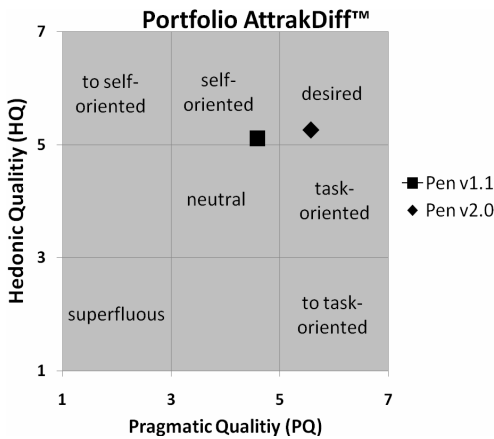 Portfolio AttrakDiff™
Hedonic Qualitiy (HQ)
7
5
3
1
to self-
oriented
self-
oriented
desired
neutral
task-
oriented
superfluous
to task-
oriented
1 3 5 7
Pragmatic Qualitiy (PQ)
Pen v1.1
Pen v2.0